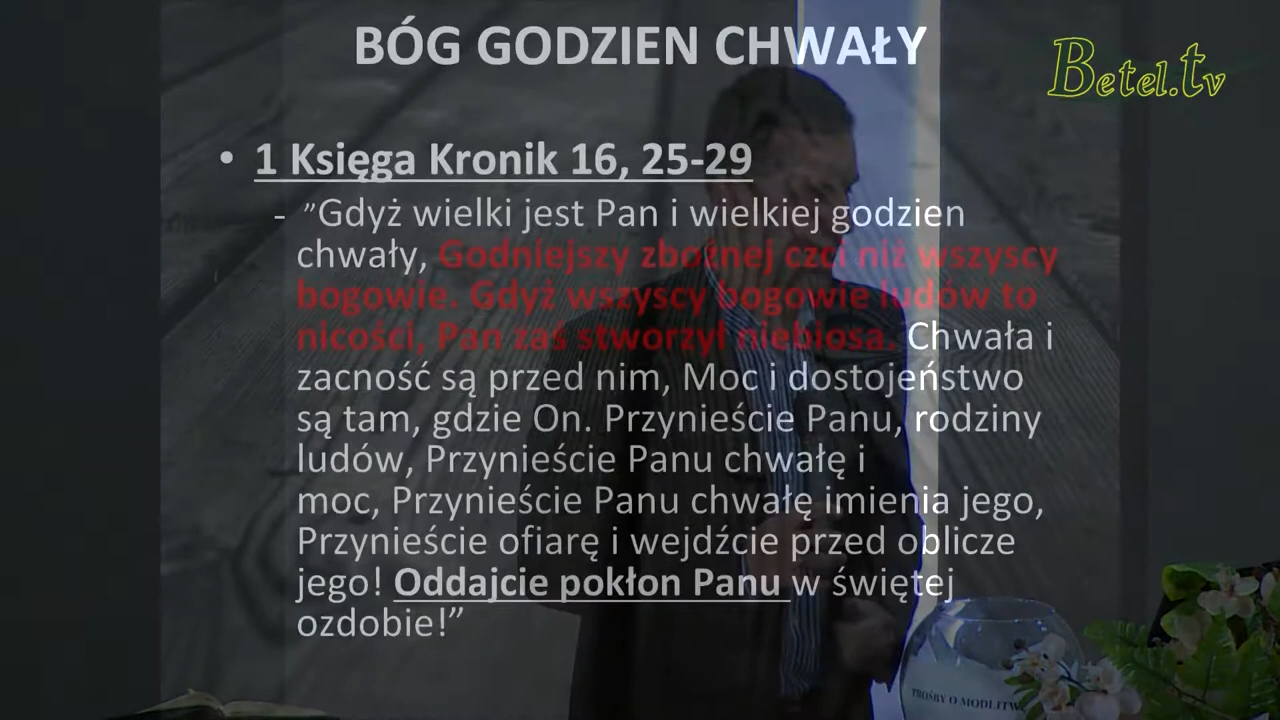 BÓG GODZIEN CHWAŁY
Betel.tv
• 1 Księga Kronik 16, 25-29
- ”Gdyż wielki jest Pan i wielkiej godzien
chwały, Godniejszy zbożnej czci niż wszyscy
bogowie. Gdyż wszyscy bogowie ludów to
nicości, Pan zaś stworzył niebiosa. Chwała i
zacność są przed nim, Moc i dostojeństwo
są tam, gdzie On. Przynieście Panu, rodziny
ludów, Przynieście Panu chwałę i
moc, Przynieście Panu chwałę imienia jego,
Przynieście ofiarę i wejdźcie przed oblicze
jego! Oddajcie pokłon Panu w świętej
ozdobie!”
PROŚBY O MODLITW